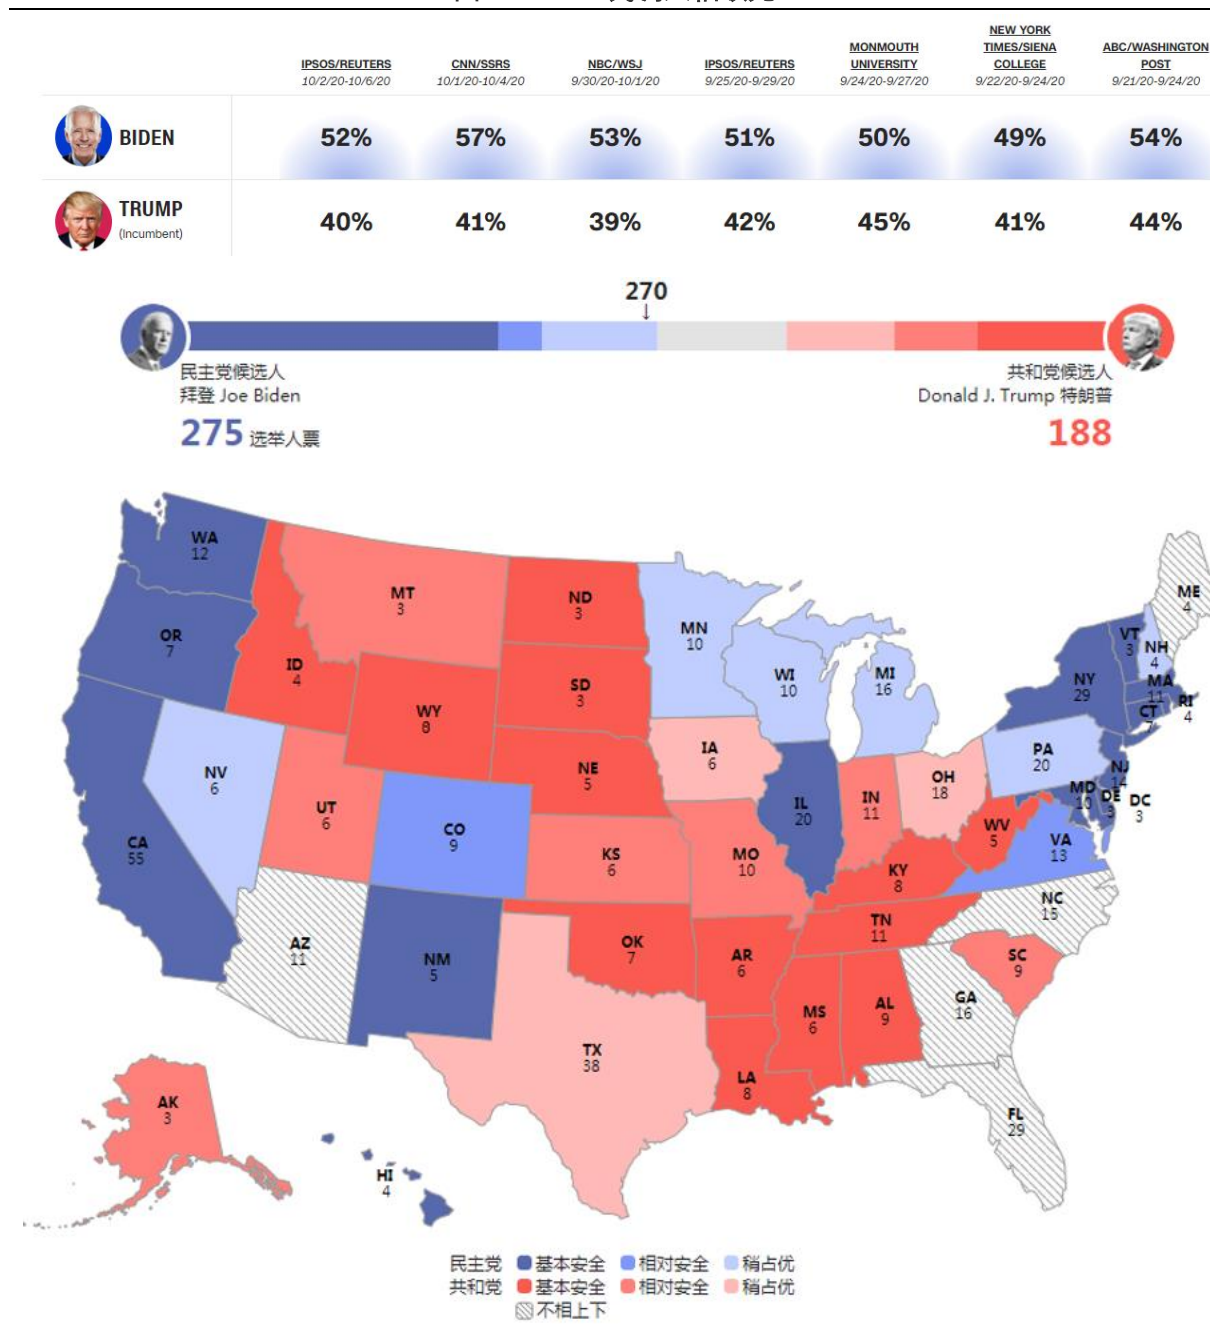 NEW YORK
MONMOUTH TIMES/SIENA ABC/WASHINGTON
IPSOS/REUTERS CNN/SSRS NBC/WSJ IPSOS/REUTERS UNIVERSITY COLLEGE POST
10/2/20-10/6/20 10/1/20-10/4/20 9/30/20-10/1/20 9/25/20-9/29/20 9/24/20-9/27/20 9/22/20-9/24/20 9/21/20-9/24/20
BIDEN 52% 57% 53% 51% 50% 49% 54%
TRUMP 40% 41% 39% 42% 45% 41% 44%
(Incumbent)
270
↓
民主党候选人 共和党候选人
拜登 Joe Biden Donald J. Trump 特朗普
275 选举人票 188
WA
12
OR
7
CA
55
NV
6
ID
4
MT
3
WY
8
UT
6
CO
9
AZ
11
NM
5
ND
3
SD
3
NE
5
KS
6
OK
7
TX
38
MN
10
IA
6
MO
10
AR
6
LA
8
WI
10
IL
20
MI
16
IN
11
OH
18
KY
8
TN
11
MS
6
AL
9
GA
16
FL
29
SC
9
NC
15
WV
5
VA
13
PA
20
NY
29
VT
3
NH
4
ME
4
MA
11
RI
4
CT
7
NJ
14
MD
10
DE
3
DC
3
AK
3
HI
4
民主党 基本安全 相对安全 稍占优
共和党 基本安全 相对安全 稍占优
不相上下